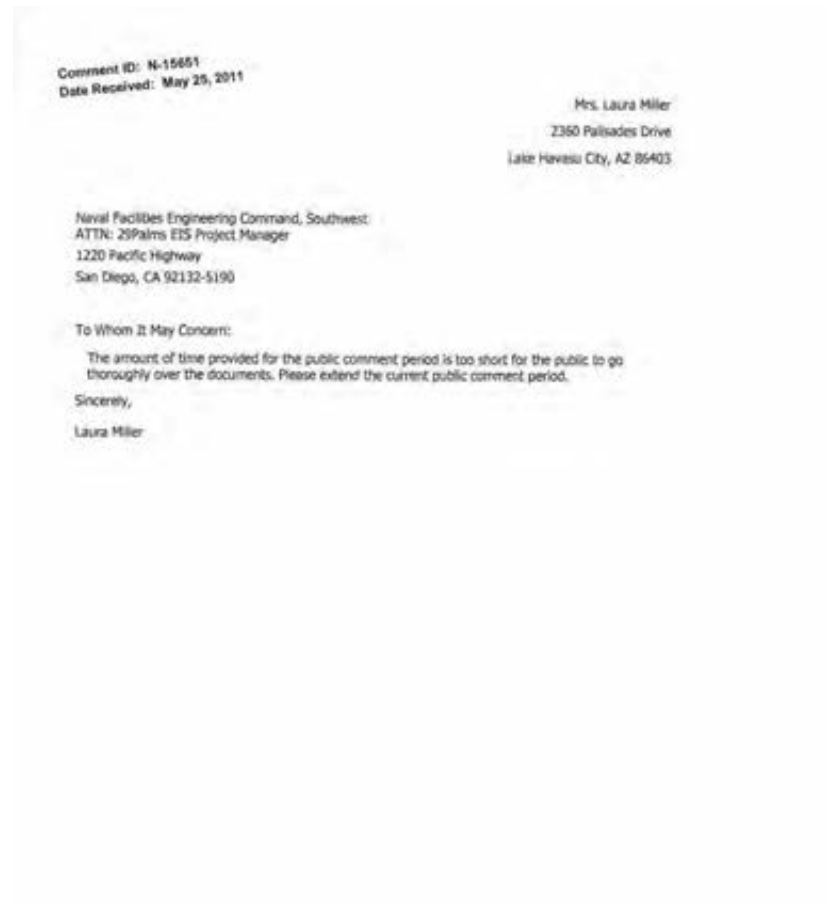 Comment ID: N-15651
Date Received: May 25, 2011
Mrs. Laura Miller
2360 Palisades Drive
Lake Havasu City, AZ 86403
Naval Facilities Engineering Command, Southwest
ATTN: 29Palms EIS Project Manager
1220 Pacific Highway
San Diego, CA 92132-5190
To Whom It May Concern:
The amount of time provided for the public comment period is too short for the public to go
thoroughly over the documents. Please extend the current public comment period.
Sincerely,
Laura Miller